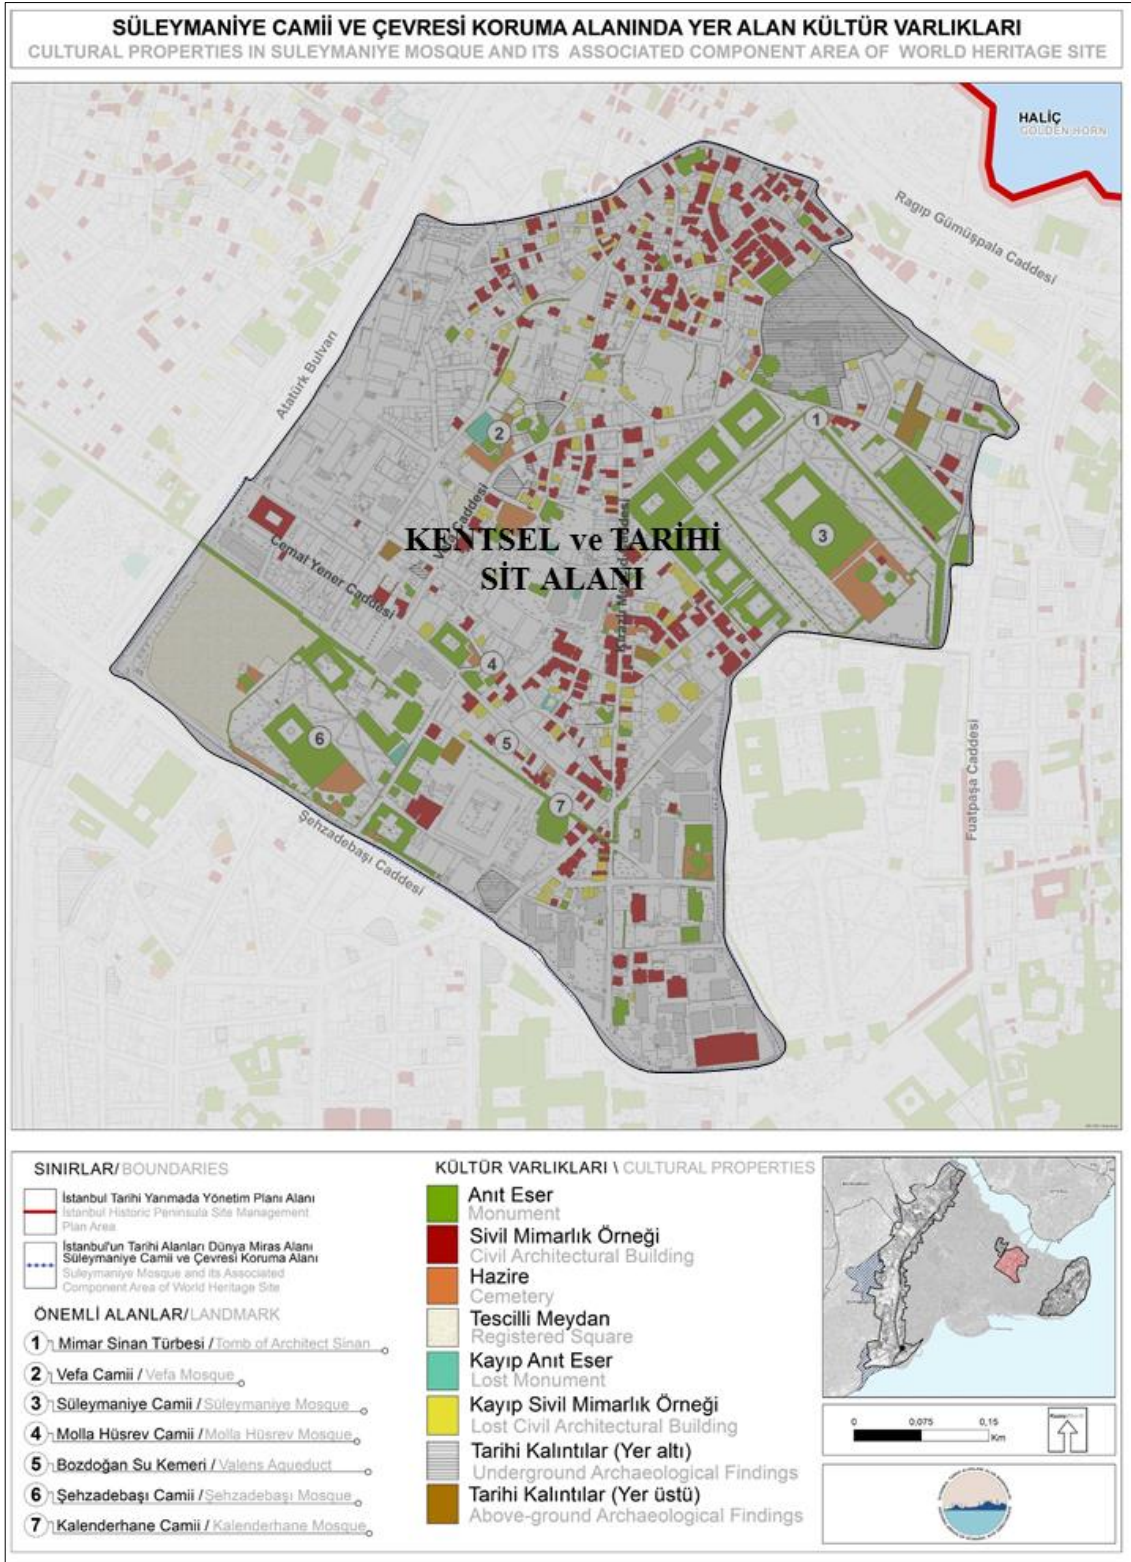 SÜLEYMANİYE CAMİİ VE ÇEVRESİ KORUMA ALANINDA YER ALAN KÜLTÜR VARLIKLARI
CULTURAL PROPERTIES IN SULEYMANIYE MOSQUE AND ITS ASSOCIATED COMPONENT AREA OF WORLD HERITAGE SITE
HALİÇ
GOLDEN HORN
Ragıp Gümüşpala Caddesi
Atatürk Bulvarı
1
2
3
Vefa Caddesi
KENTSEL ve TARİHİ
SİT ALANI
Cemal Yener Caddesi
4
5
6
7
Fuatpaşa Caddesi
Şehzadebaşı Caddesi
SINIRLAR/ BOUNDARIES
İstanbul Tarihi Yarımada Yönetim Planı Alanı
İstanbul Historic Peninsula Site Management
Plan Area
İstanbul'un Tarihi Alanları Dünya Miras Alanı
Süleymaniye Camii ve Çevresi Koruma Alanı
Suleymaniye Mosque and its Associated
Component Area of World Heritage Site
ÖNEMLİ ALANLAR/ LANDMARK
1 Mimar Sinan Türbesi / Tomb of Architect Sinan
2 Vefa Camii / Vefa Mosque
3 Süleymaniye Camii / Süleymaniye Mosque
4 Molla Hüsrev Camii / Molla Hüsrev Mosque
5 Bozdoğan Su Kemeri / Valens Aqueduct
6 Şehzadebaşı Camii / Şehzadebaşı Mosque
7 Kalenderhane Camii / Kalenderhane Mosque
KÜLTÜR VARLIKLARI \ CULTURAL PROPERTIES
Anıt Eser
Monument
Sivil Mimarlık Örneği
Civil Architectural Building
Hazire
Cemetery
Tescilli Meydan
Registered Square
Kayıp Anıt Eser
Lost Monument
Kayıp Sivil Mimarlık Örneği
Lost Civil Architectural Building
Tarihi Kalıntılar (Yer altı)
Underground Archaeological Findings
Tarihi Kalıntılar (Yer üstü)
Above-ground Archaeological Findings
0 0,075 0,15
Km